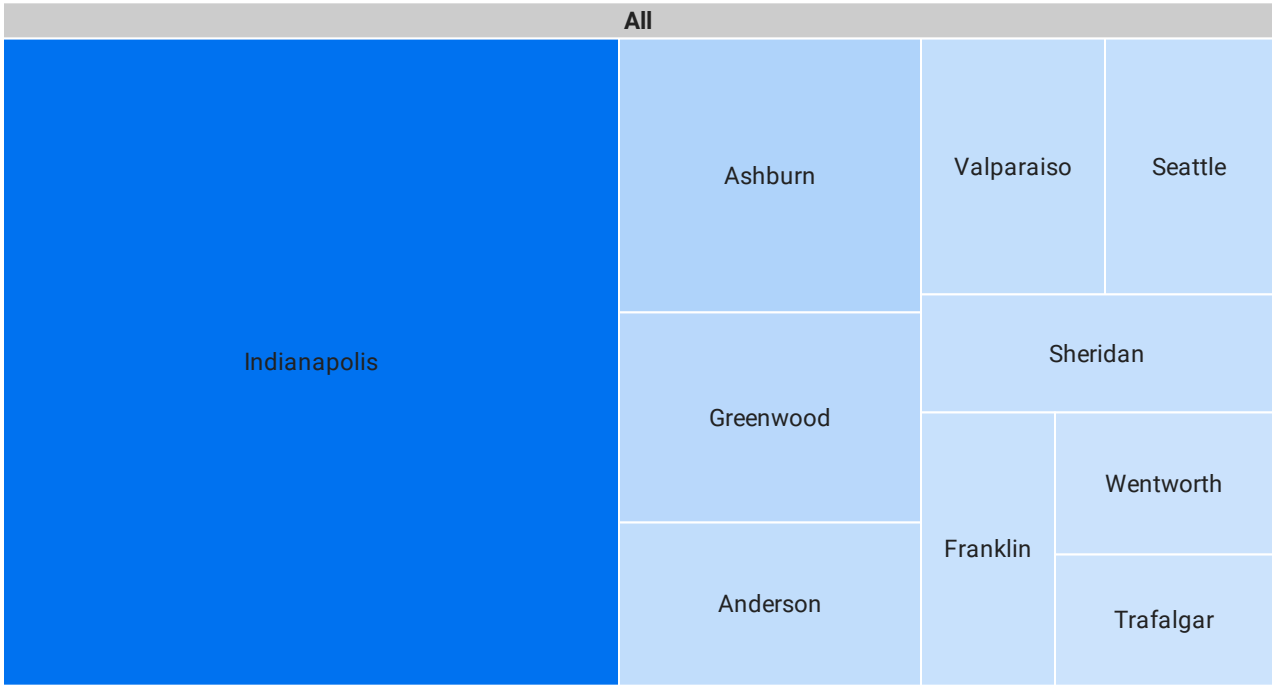 All
Indianapolis
Ashburn
Greenwood
Anderson
Valparaiso
Seattle
Sheridan
Franklin
Wentworth
Trafalgar